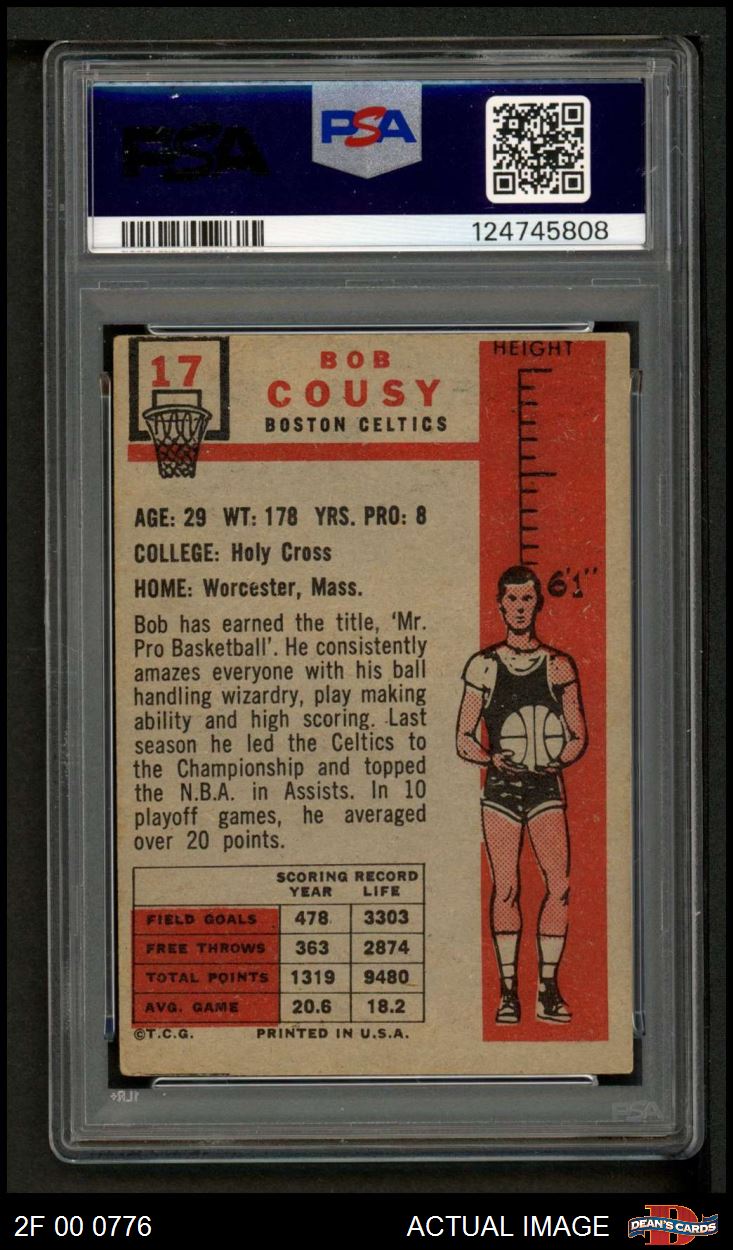 PSA
PSA
124745808
17
BOB
COUSY
BOSTON CELTICS
HEIGHT
6'1"
AGE: 29 WT: 178 YRS. PRO: 8
COLLEGE: Holy Cross
HOME: Worcester, Mass.
Bob has earned the title, ‘Mr.
Pro Basketball’. He consistently
amazes everyone with his ball
handling wizardry, play making
ability and high scoring. Last
season he led the Celtics to
the Championship and topped
the N.B.A. in Assists. In 10
playoff games, he averaged
over 20 points.
SCORING RECORD
YEAR LIFE
FIELD GOALS 478 3303
FREE THROWS 363 2874
TOTAL POINTS 1319 9480
AVG. GAME 20.6 18.2
©T.C.G. PRINTED IN U.S.A.
PSA
2F 00 0776
ACTUAL IMAGE
DEAN'S CARDS